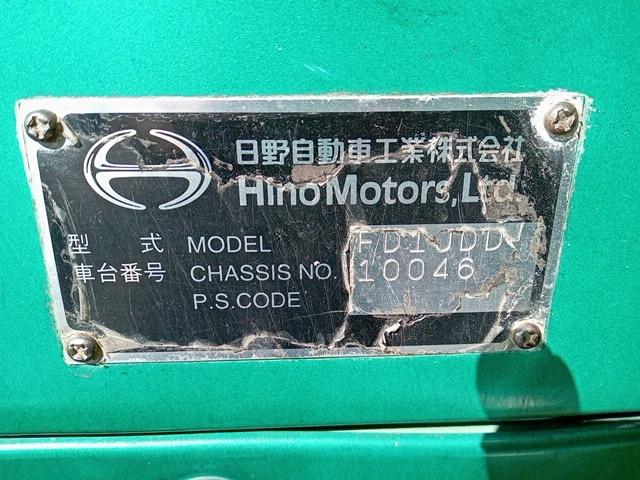 日野自動車工業株式会社
Hino Motors, Ltd.
型 式 MODEL FD1JDD
車台番号 CHASSIS NO. 10046
P.S.CODE